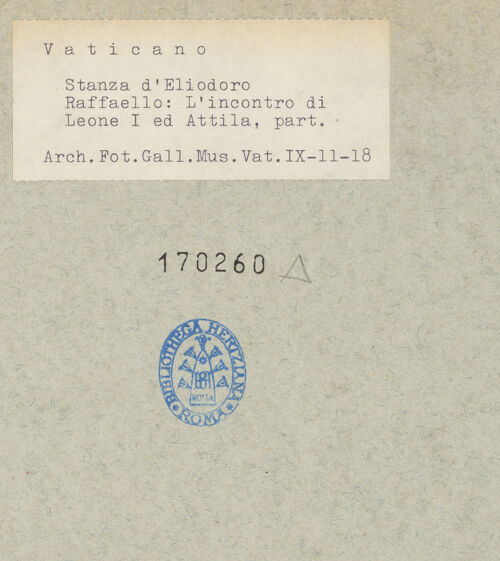 Vaticano
Stanza d'Eliodoro
Raffaello: L'incontro di
Leone I ed Attila, part.
Arch.Fot.Gall.Mus.Vat.IX-11-18
170260
BIBLIOTHECA HERTZIANA
ROMA
ROMA